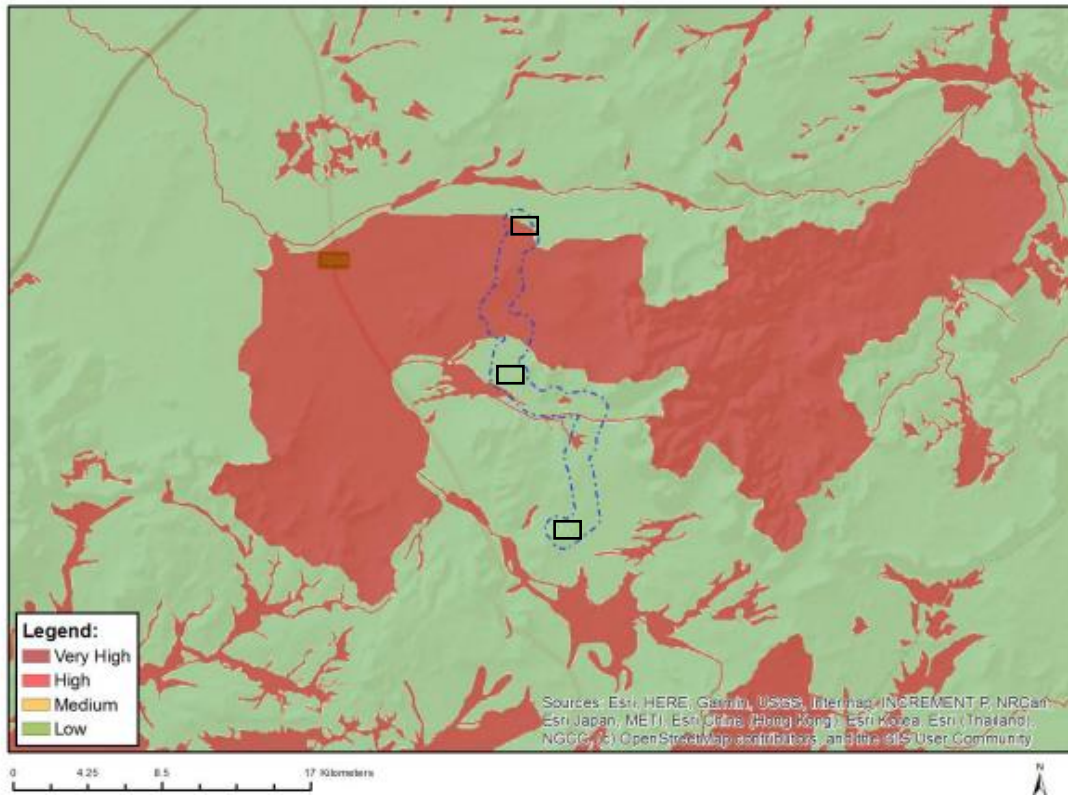 Legend:
Very High
High
Medium
Low
Sources: Esri, HERE, Garmin, USGS, Intermap, INCREMENT P, NRCan,
Esri Japan, METI, Esri China (Hong Kong), Esri Korea, Esri (Thailand),
NGCC, (c) OpenStreetMap contributors, and the GIS User Community
0 4.25 8.5 17 Kilometers
N